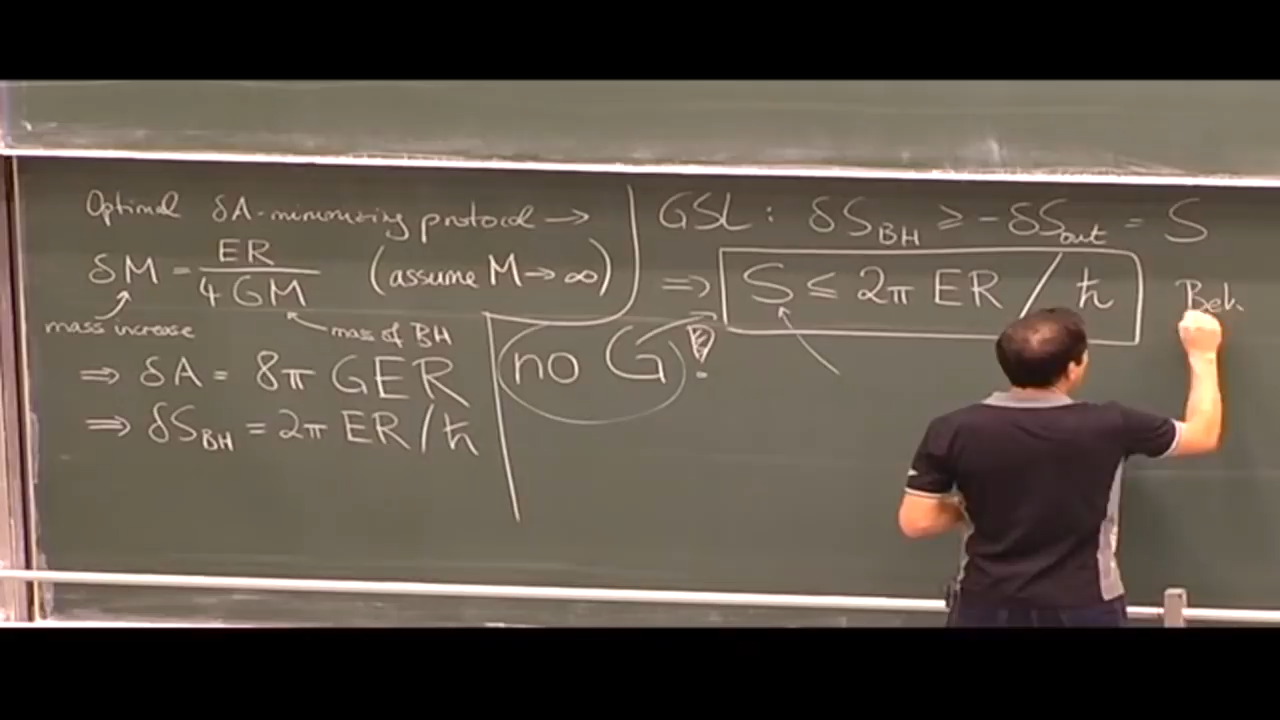 Optimal δA-minimizing protocol →
δM = ER / 4GM (assume M → ∞)
mass increase
mass of BH
⇒ δA = 8π GER
⇒ δS_BH = 2π ER/ħ
GSL: δS_BH ≥ -δS_out = S
⇒ S ≤ 2π ER/ħ
no G!
Bek.